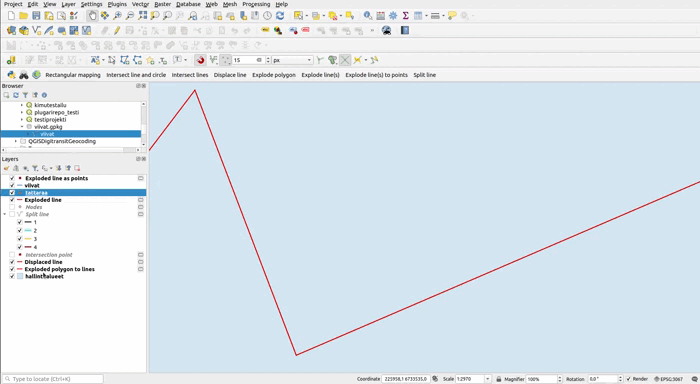 Project Edit View Layer Settings Plugins Vector Raster Database Web Mesh Processing Help
15 px
Rectangular mapping Intersect line and circle Intersect lines Displace line Explode polygon Explode line(s) Explode line(s) to points Split line
Browser
kimutestailu
plugarirepo_testi
testiprojekti
viivat.gpkg
viivat
QGISDigitransitGeocoding
Layers
Exploded line as points
viivat
Exploded line
Nodes
Split line
1
2
3
4
Intersection point
Displaced line
Exploded polygon to lines
hallintoalueet
Type to locate (Ctrl+K)
Coordinate 225958,1 6733535,0 Scale 1:2970 Magnifier 100% Rotation 0,0 ° Render EPSG:3067